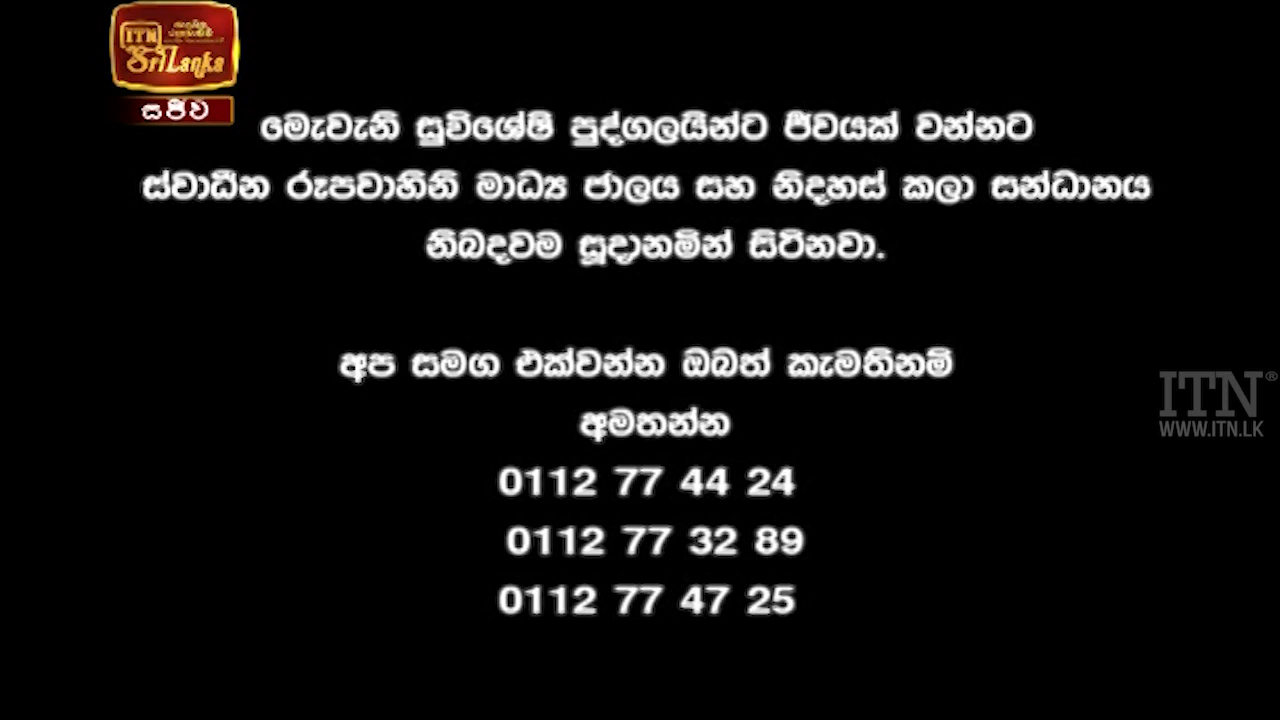 ITN
Sri Lanka
සජීව
මෙවැනි සුවිශේෂි පුද්ගලයින්ට ජීවයක් වන්නට
ස්වාධීන රූපවාහිනී මාධ්‍ය ජාලය සහ නිදහස් කලා සන්ධානය
නිබදවම සූදානමින් සිටිනවා.
අප සමග එක්වන්න ඔබත් කැමතිනම්
අමතන්න
0112 77 44 24
0112 77 32 89
0112 77 47 25
ITN®
WWW.ITN.LK